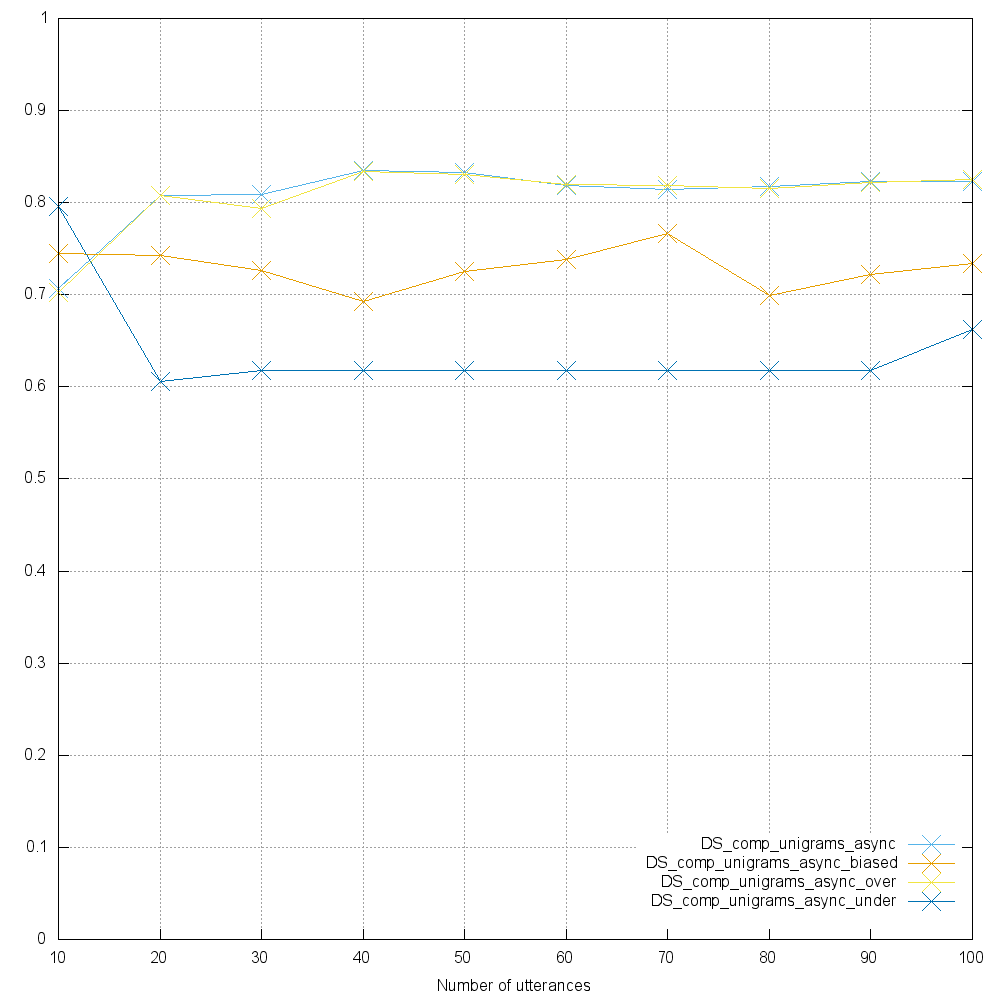 1
0.9
0.8
0.7
0.6
0.5
0.4
0.3
0.2
0.1
0
DS_comp_unigrams_async
DS_comp_unigrams_async_biased
DS_comp_unigrams_async_over
DS_comp_unigrams_async_under
10 20 30 40 50 60 70 80 90 100
Number of utterances